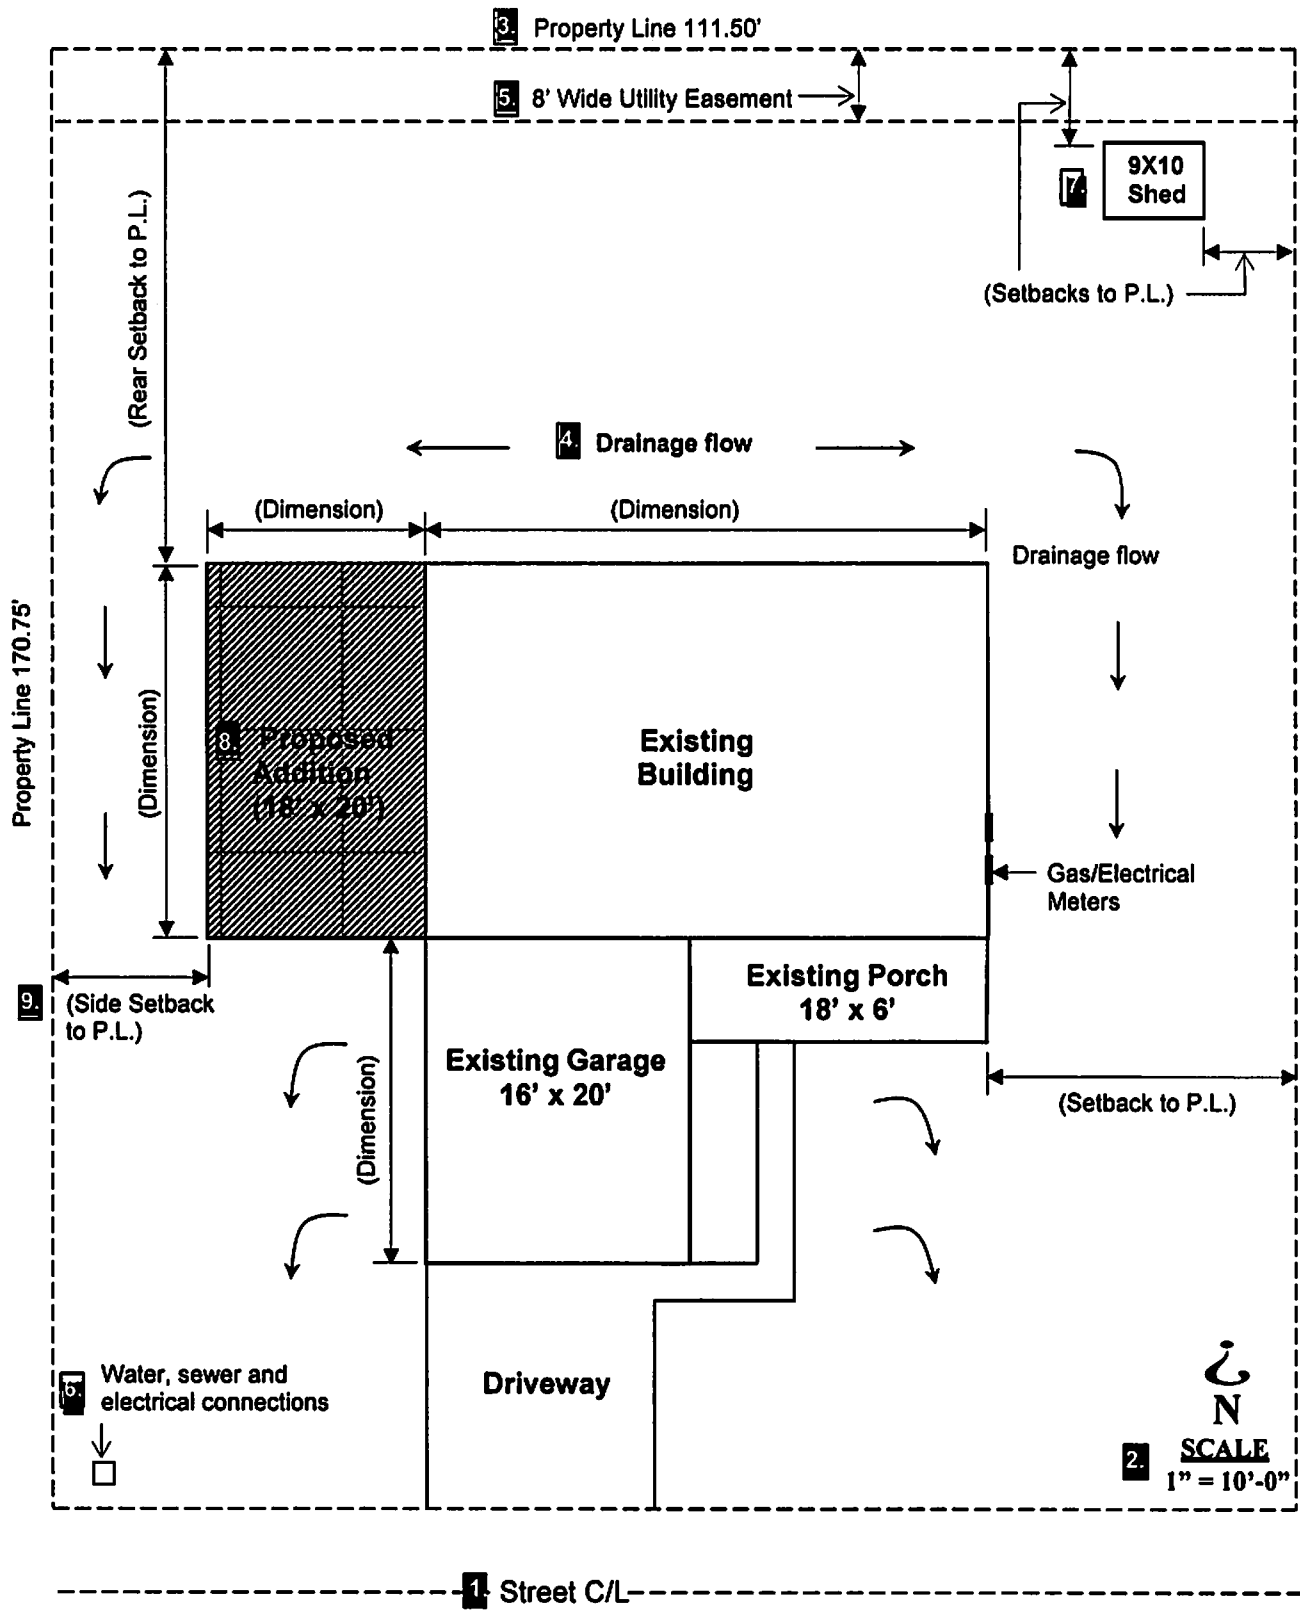 3. Property Line 111.50'
5. 8' Wide Utility Easement
7.
9X10
Shed
(Setbacks to P.L.)
(Rear Setback to P.L.)
4. Drainage flow
(Dimension)
(Dimension)
Drainage flow
Property Line 170.75'
(Dimension)
8. Proposed
Addition
(18' x 20')
Existing
Building
Gas/Electrical
Meters
9. (Side Setback
to P.L.)
Existing Porch
18' x 6'
Existing Garage
16' x 20'
(Dimension)
(Setback to P.L.)
6. Water, sewer and
electrical connections
Driveway
¿
N
2. SCALE
1" = 10'-0"
1. Street C/L